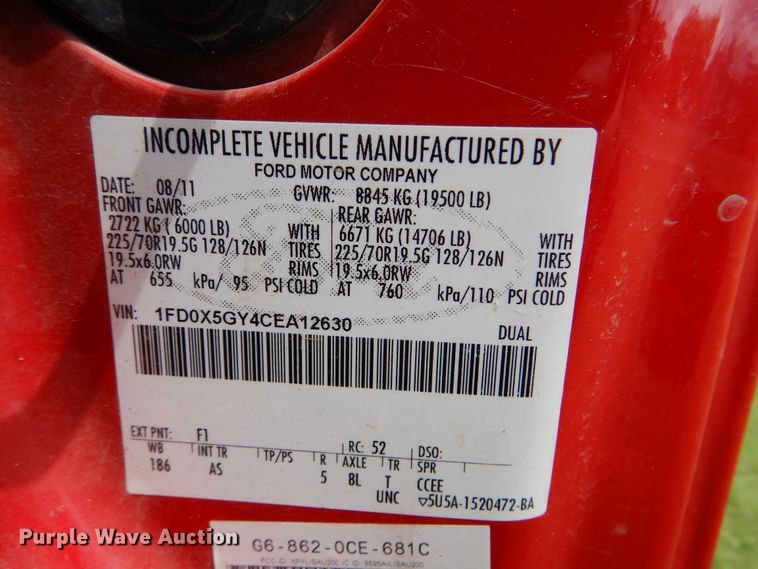 INCOMPLETE VEHICLE MANUFACTURED BY
FORD MOTOR COMPANY
DATE: 08/11 GVWR: 8845 KG (19500 LB)
FRONT GAWR: REAR GAWR:
2722 KG ( 6000 LB) WITH 6671 KG (14706 LB) WITH
225/70R19.5G 128/126N TIRES 225/70R19.5G 128/126N TIRES
19.5x6.0RW RIMS 19.5x6.0RW RIMS
AT 655 kPa/ 95 PSI COLD AT 760 kPa/110 PSI COLD
VIN: 1FD0X5GY4CEA12630
DUAL
EXT PNT: F1 RC: 52 DSO:
WB INT TR TP/PS R AXLE TR SPR
186 AS 5 8L T CCEE
UNC ▽5U5A-1520472-BA
G6-862-0CE-681C
Purple Wave Auction